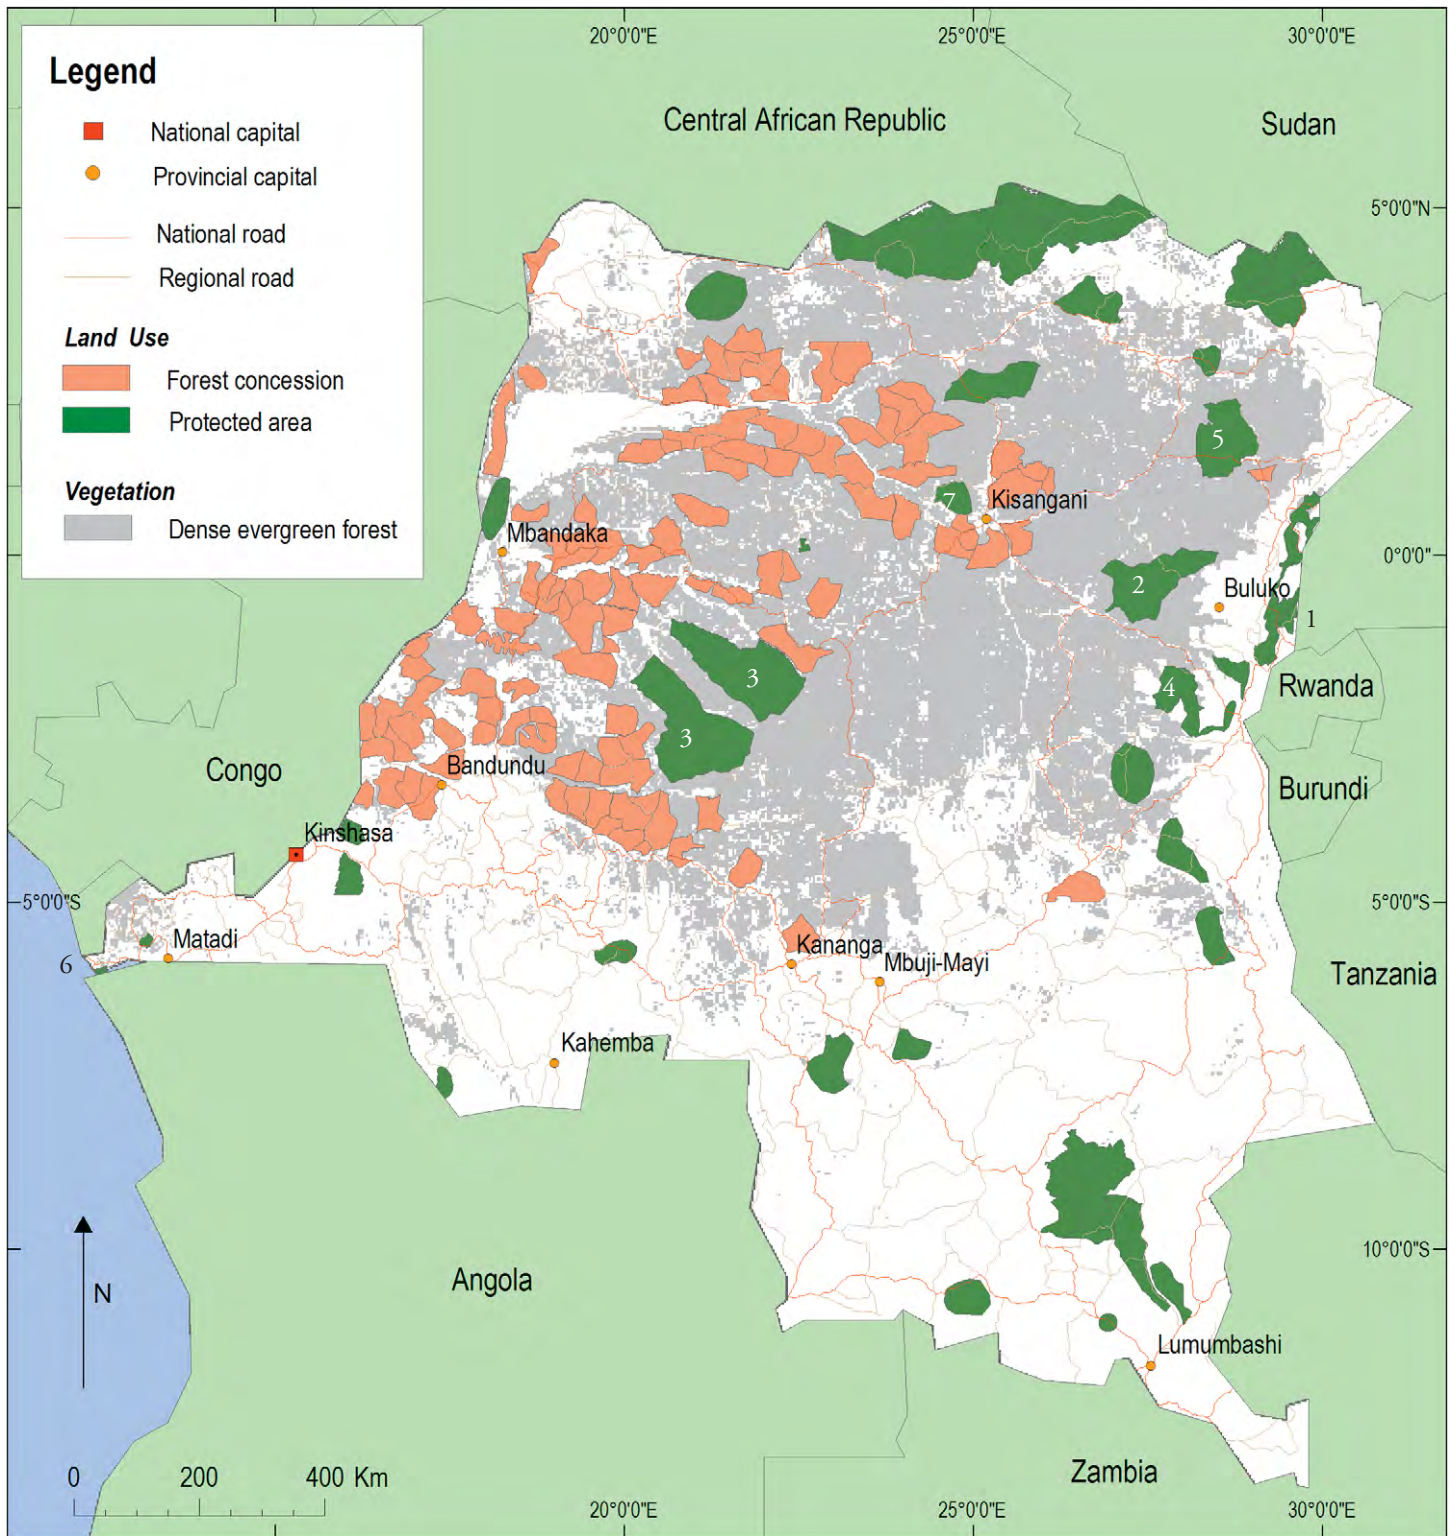 20°0'0"E
25°0'0"E
30°0'0"E
Legend
National capital
Provincial capital
National road
Regional road
Land Use
Forest concession
Protected area
Vegetation
Dense evergreen forest
Central African Republic
Sudan
5°0'0"N
5
7
Kisangani
Mbandaka
0°0'0"
2
Buluko
1
3
4
Rwanda
3
Congo
Bandundu
Burundi
Kinshasa
5°0'0"S
5°0'0"S
Matadi
6
Kananga
Mbuji-Mayi
Tanzania
Kahemba
10°0'0"S
N
Angola
Lumumbashi
0
200
400 Km
Zambia
20°0'0"E
25°0'0"E
30°0'0"E